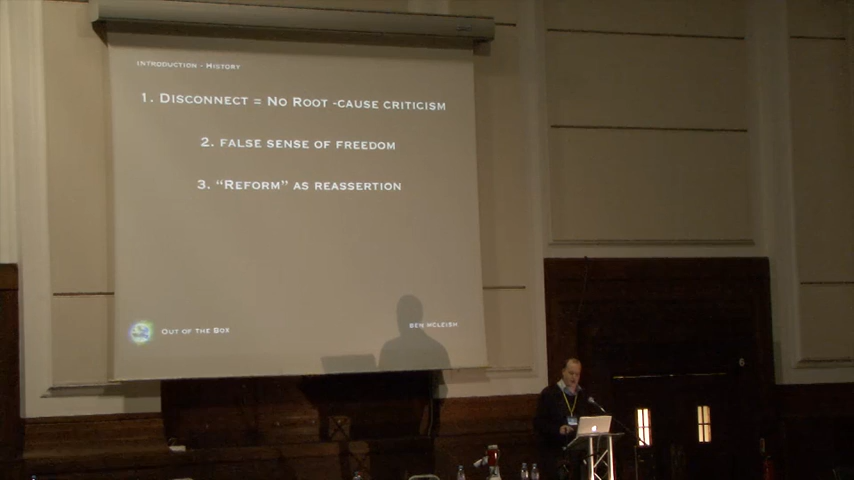 Introduction - History
1. Disconnect = No Root -cause criticism
2. false sense of freedom
3. "Reform" as reassertion
Out of the Box
Ben McLeish
6